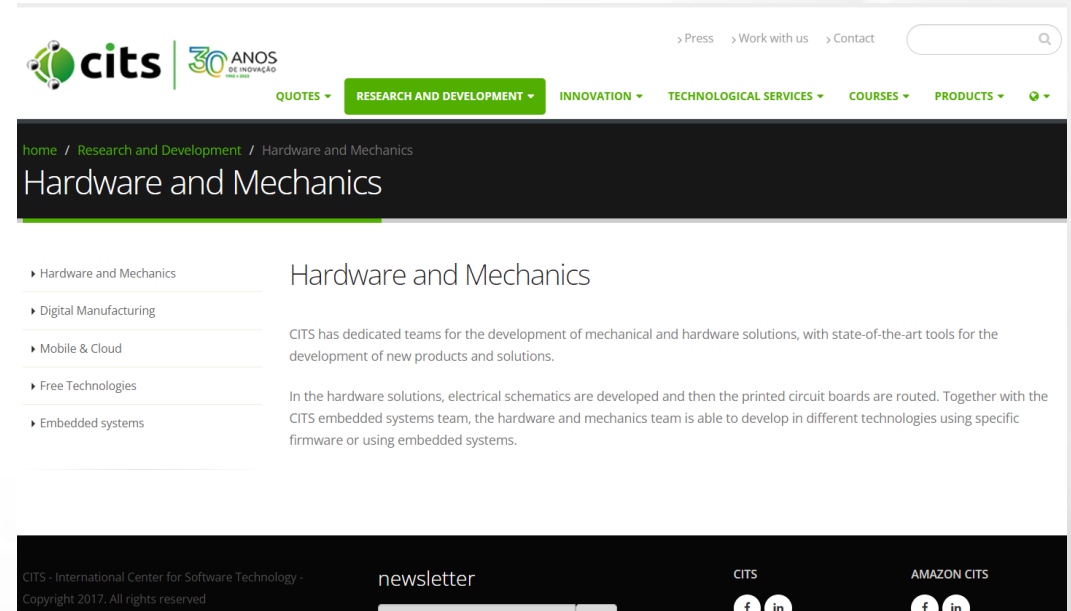 cits
30 ANOS
DE INOVAÇÃO
1992 • 2022
Press Work with us Contact
QUOTES RESEARCH AND DEVELOPMENT INNOVATION TECHNOLOGICAL SERVICES COURSES PRODUCTS
home / Research and Development / Hardware and Mechanics
Hardware and Mechanics
Hardware and Mechanics
Digital Manufacturing
Mobile & Cloud
Free Technologies
Embedded systems
Hardware and Mechanics
CITS has dedicated teams for the development of mechanical and hardware solutions, with state-of-the-art tools for the
development of new products and solutions.
In the hardware solutions, electrical schematics are developed and then the printed circuit boards are routed. Together with the
CITS embedded systems team, the hardware and mechanics team is able to develop in different technologies using specific
firmware or using embedded systems.
CITS - International Center for Software Technology -
Copyright 2017. All rights reserved
newsletter
CITS
AMAZON CITS